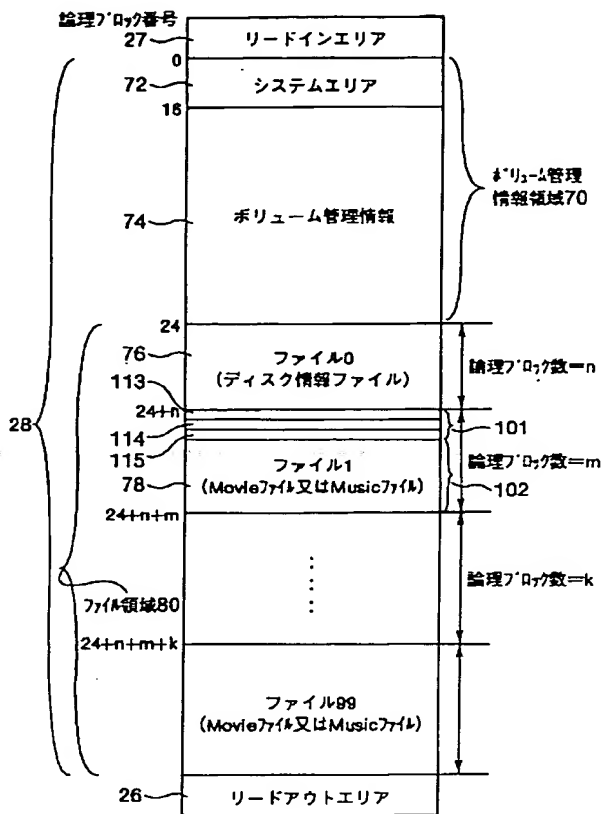 論理ブロック番号
27
リードインエリア
0
72
システムエリア
16
ボリューム管理
情報領域70
74
ボリューム管理情報
24
76
ファイル0
(ディスク情報ファイル)
論理ブロック数=n
113
24+n
114
101
28
115
論理ブロック数=m
ファイル1
78
(Movieファイル又はMusicファイル)
102
24+n+m
論理ブロック数=k
ファイル領域80
24+n+m+k
ファイル99
(Movieファイル又はMusicファイル)
26
リードアウトエリア